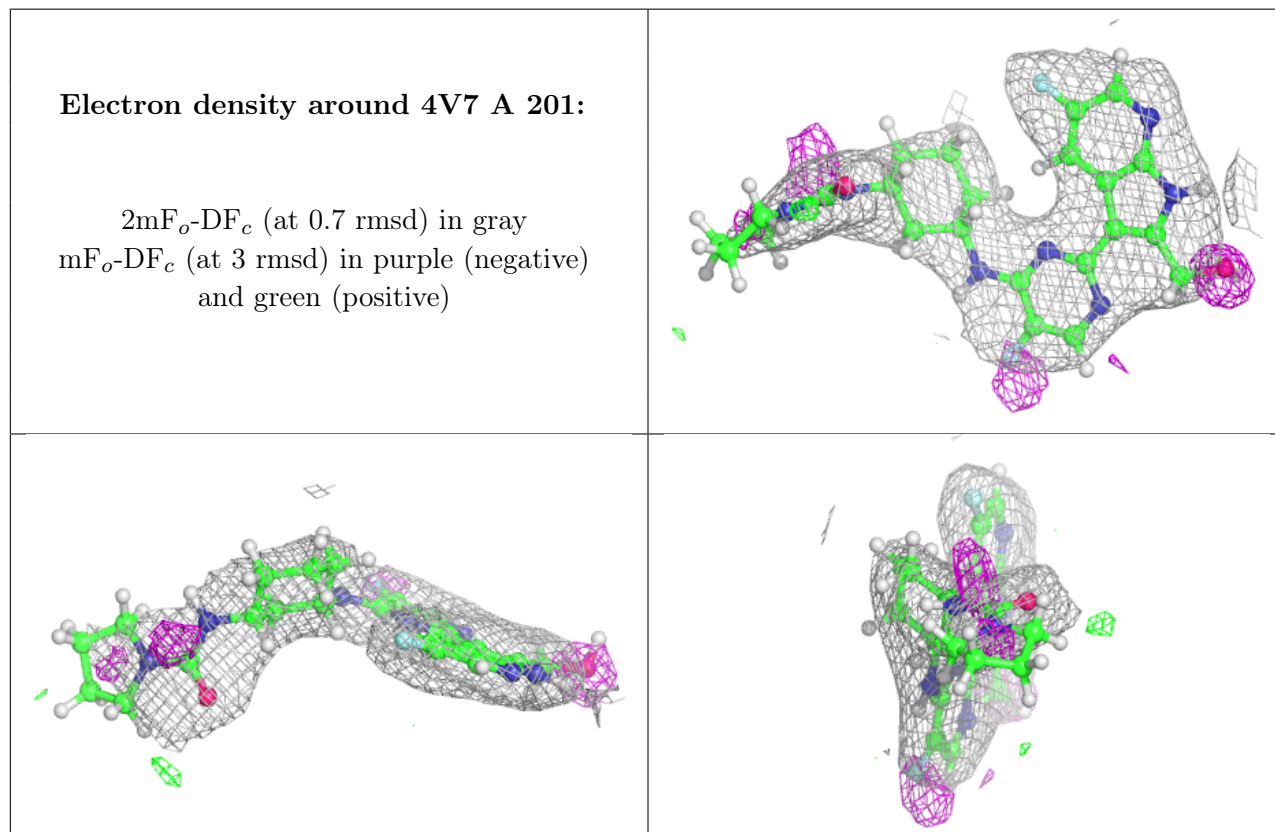 Electron density around 4V7 A 201:
2mFo-DFc (at 0.7 rmsd) in gray
mFo-DFc (at 3 rmsd) in purple (negative)
and green (positive)